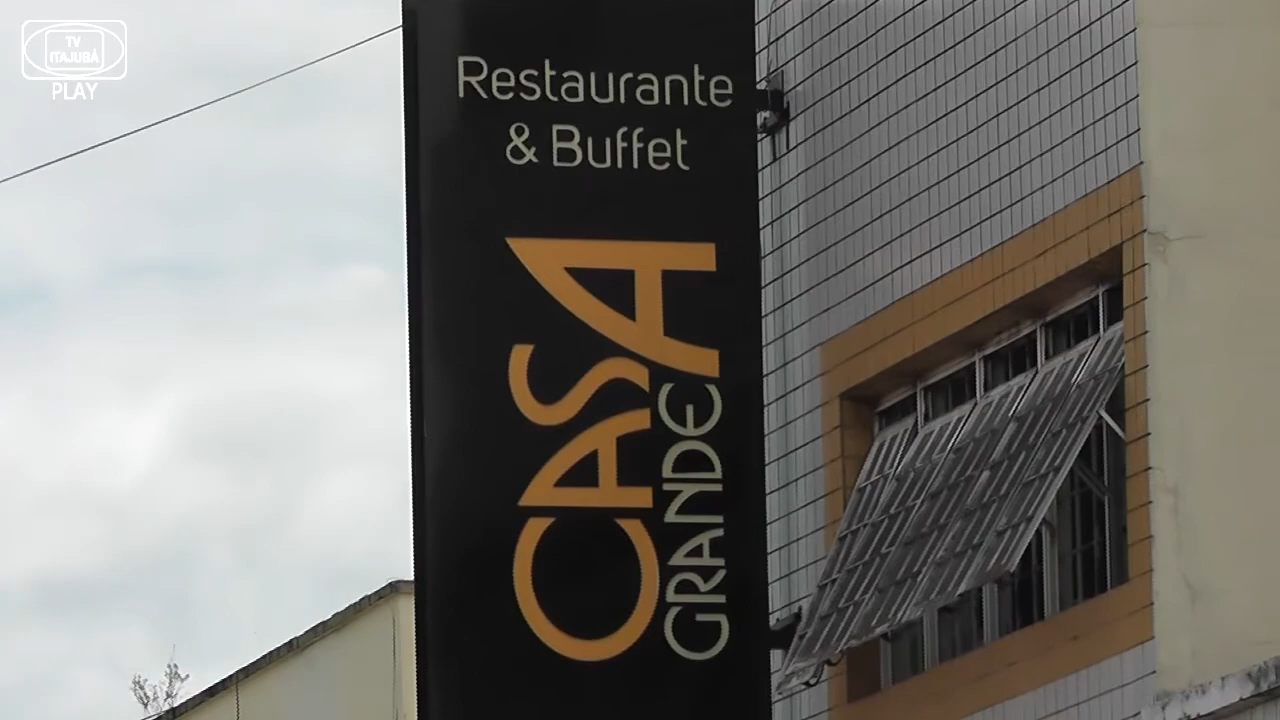 TV
ITAJUBÁ
PLAY
Restaurante
& Buffet
CASA
GRANDE